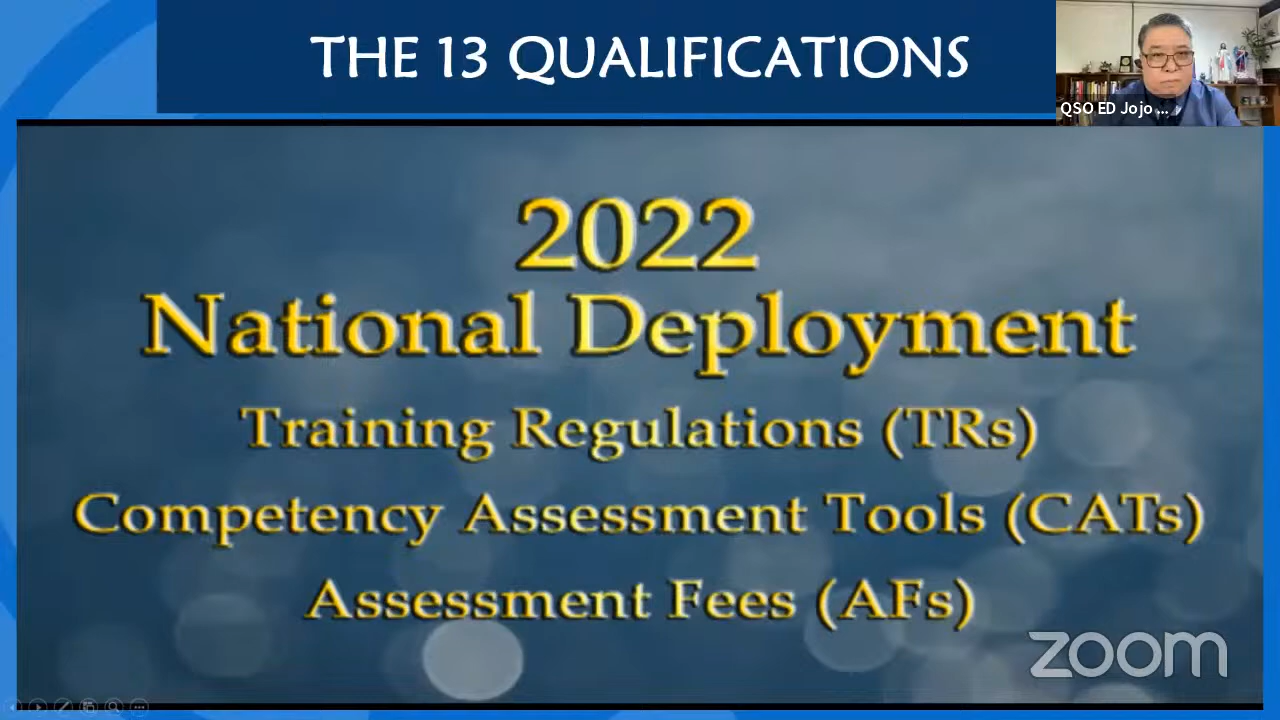 THE 13 QUALIFICATIONS
QSO ED Jojo ...
2022
National Deployment
Training Regulations (TRs)
Competency Assessment Tools (CATs)
Assessment Fees (AFs)
zoom